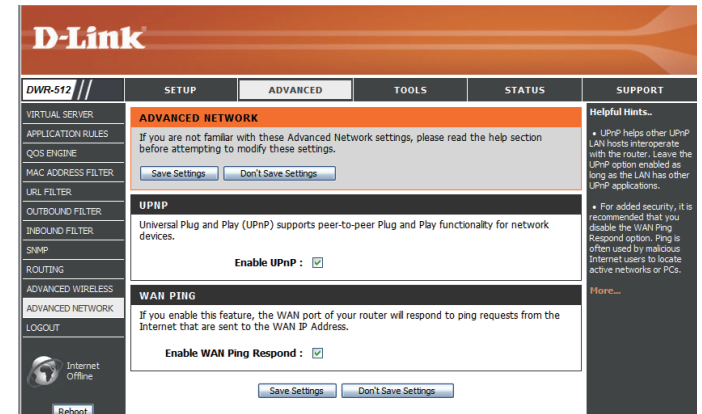 D-Link
DWR-512
SETUP
ADVANCED
TOOLS
STATUS
SUPPORT
VIRTUAL SERVER
APPLICATION RULES
QOS ENGINE
MAC ADDRESS FILTER
URL FILTER
OUTBOUND FILTER
INBOUND FILTER
SNMP
ROUTING
ADVANCED WIRELESS
ADVANCED NETWORK
LOGOUT
Internet
Offline
Reboot
ADVANCED NETWORK
If you are not familiar with these Advanced Network settings, please read the help section
before attempting to modify these settings.
Save Settings
Don't Save Settings
UPNP
Universal Plug and Play (UPnP) supports peer-to-peer Plug and Play functionality for network
devices.
Enable UPnP :
WAN PING
If you enable this feature, the WAN port of your router will respond to ping requests from the
Internet that are sent to the WAN IP Address.
Enable WAN Ping Respond :
Save Settings
Don't Save Settings
Helpful Hints..
• UPnP helps other UPnP
LAN hosts interoperate
with the router. Leave the
UPnP option enabled as
long as the LAN has other
UPnP applications.
• For added security, it is
recommended that you
disable the WAN Ping
Respond option. Ping is
often used by malicious
Internet users to locate
active networks or PCs.
More...